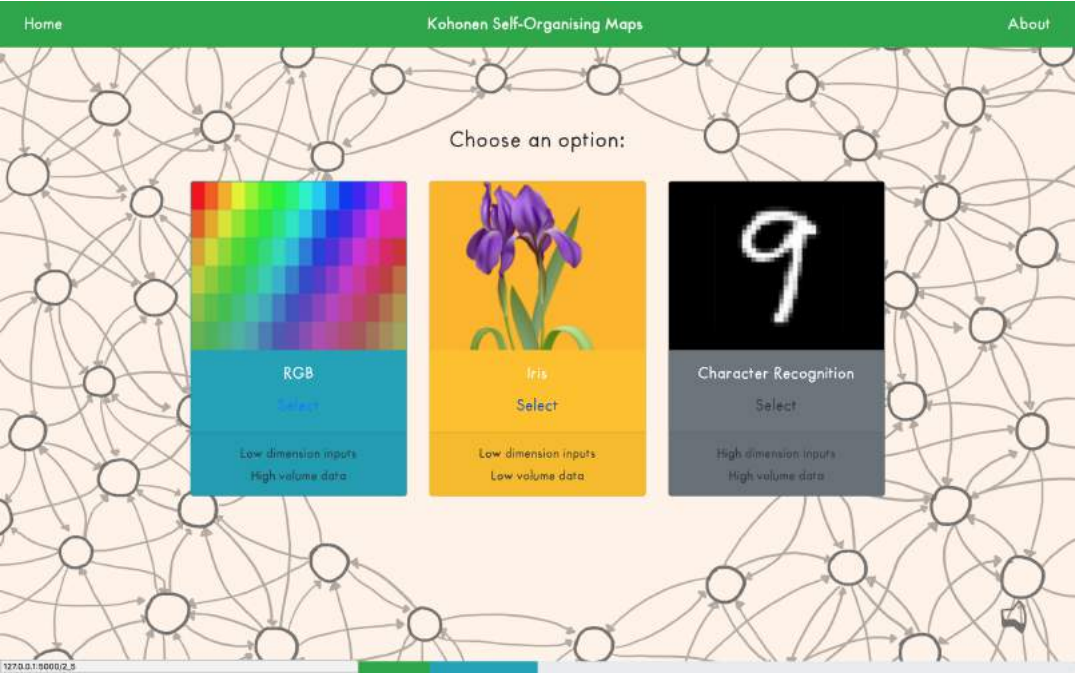 Home
Kohonen Self-Organising Maps
About
Choose an option:
9
RGB
Select
Low dimension inputs
High volume data
Iris
Select
Low dimension inputs
Low volume data
Character Recognition
Select
High dimension inputs
High volume data
127.0.0.1:5000/2_5